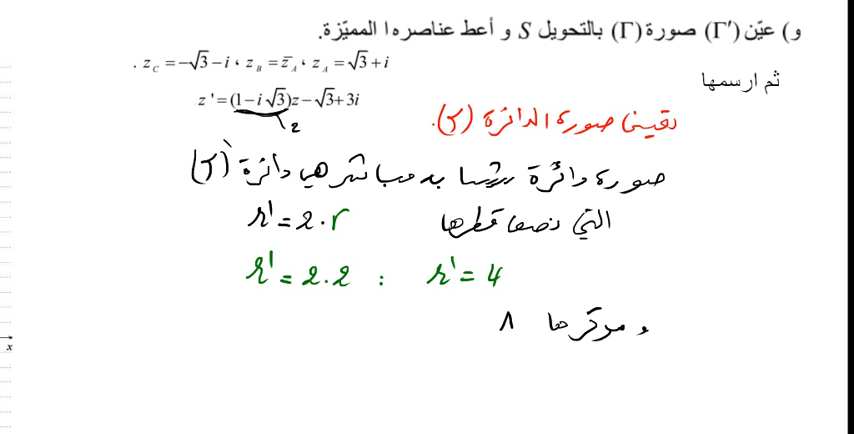 و) عيّن (Γ′) صورة (Γ) بالتحويل S و أعط عناصرها المميّزة.
. z_C = −√3 − i ، z_B = z̄_A ، z_A = √3 + i
ثم ارسمها
z' = (1 − i√3)z − √3 + 3i
2
تعيين صورة الدائرة (Γ).
صورة دائرة بتشابه مباشر هي دائرة (Γ')
التي نصف قطرها r' = 2·r
r' = 2·2 : r' = 4
و مركزها
x